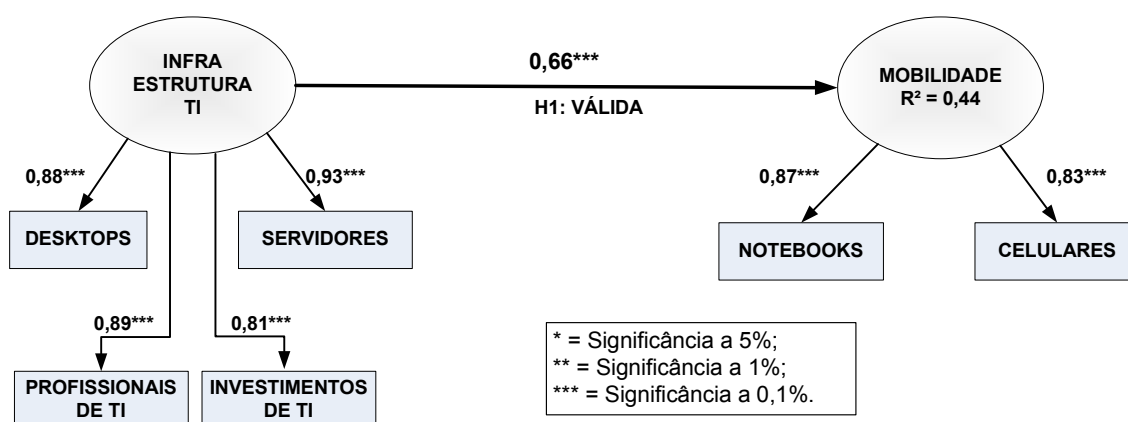 INFRA
ESTRUTURA
TI
0,66***
H1: VÁLIDA
MOBILIDADE
R² = 0,44
0,88***
0,93***
0,87***
0,83***
DESKTOPS
SERVIDORES
NOTEBOOKS
CELULARES
0,89***
0,81***
PROFISSIONAIS
DE TI
INVESTIMENTOS
DE TI
* = Significância a 5%;
** = Significância a 1%;
*** = Significância a 0,1%.